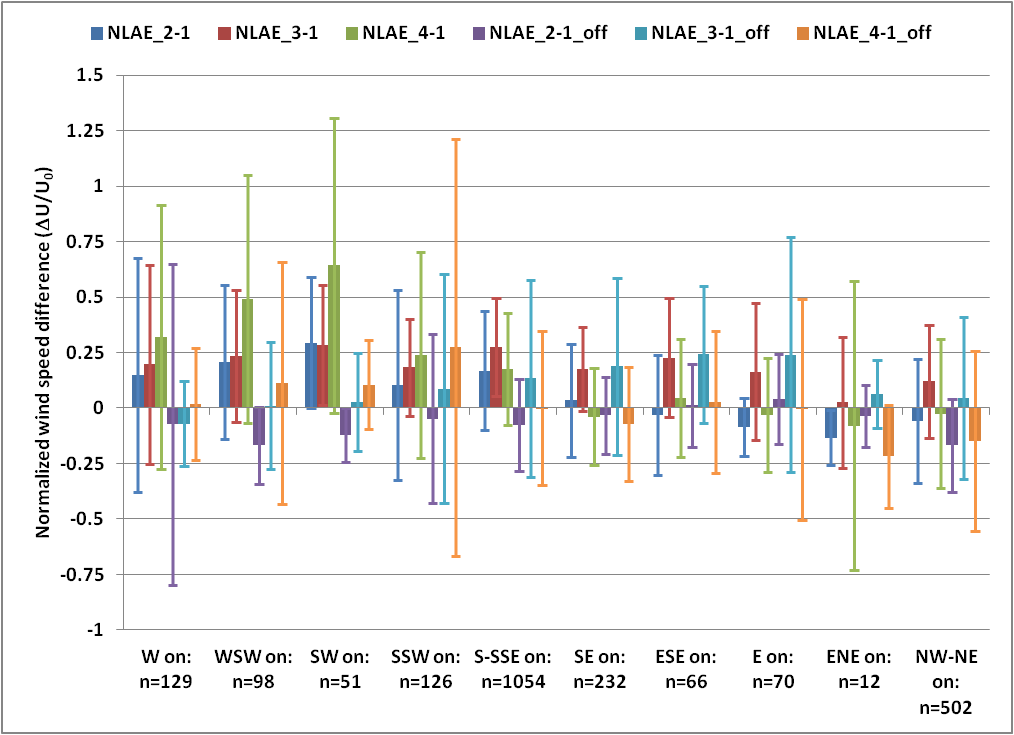 NLAE_2-1 NLAE_3-1 NLAE_4-1 NLAE_2-1_off NLAE_3-1_off NLAE_4-1_off
Normalized wind speed difference (ΔU/U₀)
1.5
1.25
1
0.75
0.5
0.25
0
-0.25
-0.5
-0.75
-1
W on: WSW on: SW on: SSW on: S-SSE on: SE on: ESE on: E on: ENE on: NW-NE
n=129 n=98 n=51 n=126 n=1054 n=232 n=66 n=70 n=12 on:
n=502